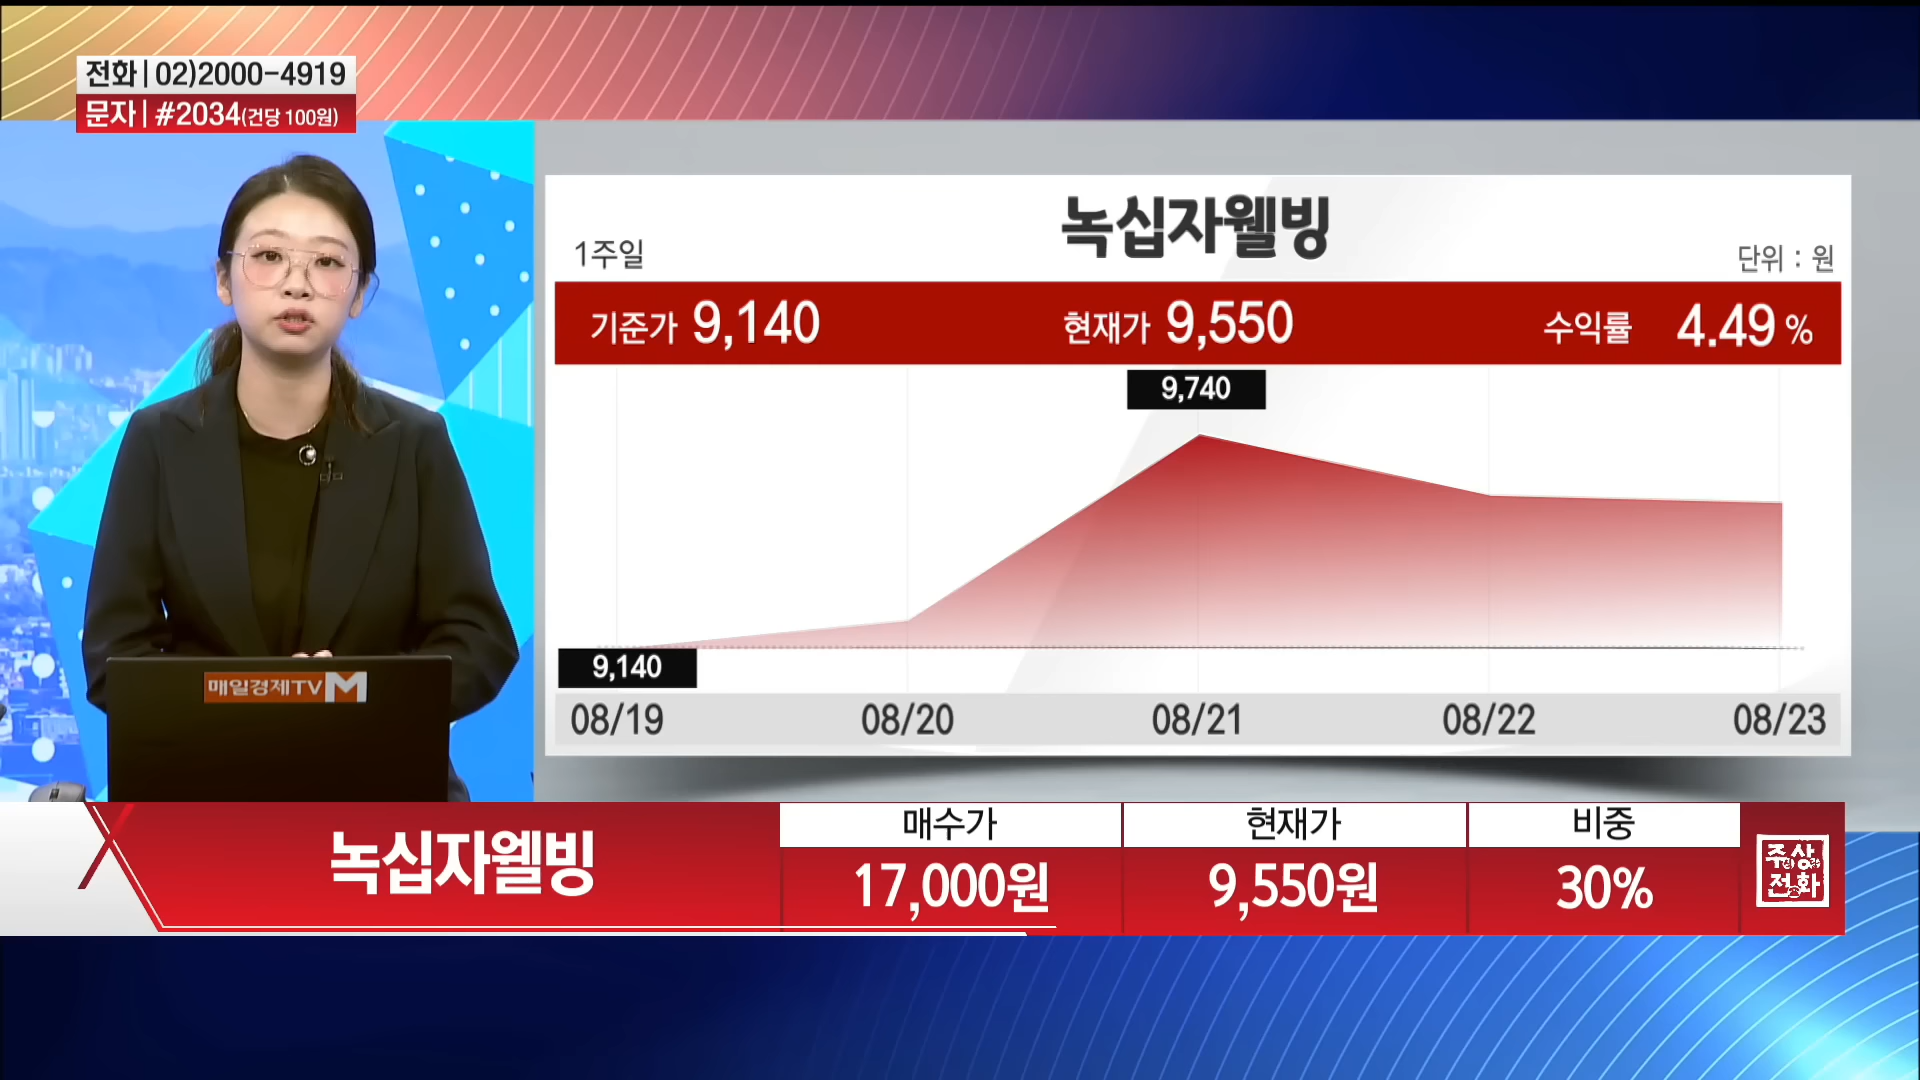 전화 | 02)2000-4919
문자 | #2034(건당 100원)
녹십자웰빙
1주일
단위 : 원
기준가 9,140
현재가 9,550
수익률 4.49 %
9,740
9,140
08/19
08/20
08/21
08/22
08/23
매일경제TV M
녹십자웰빙
매수가
현재가
비중
17,000원
9,550원
30%
주상
전화